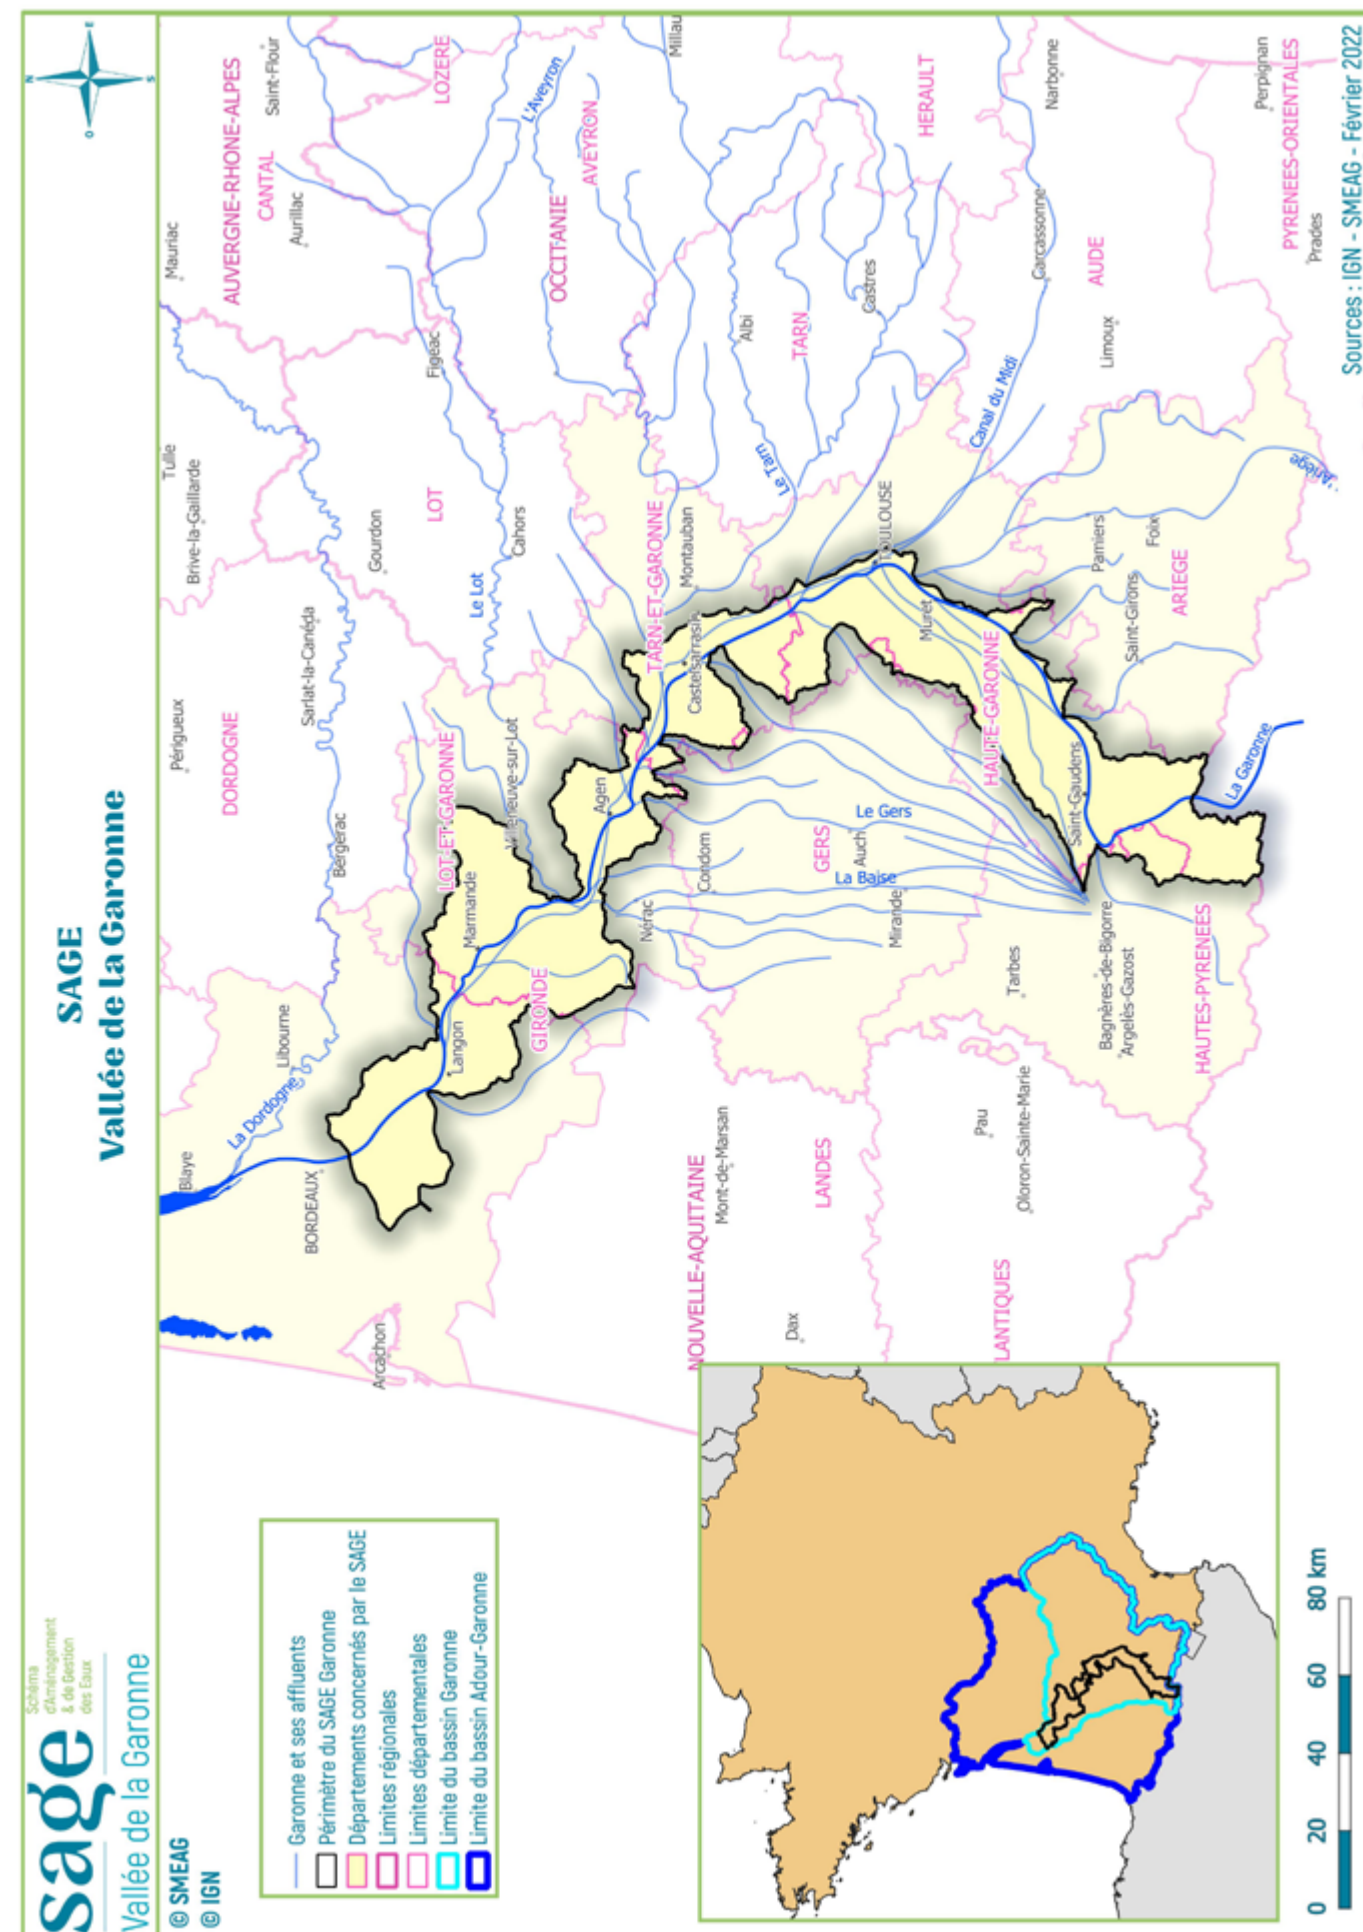 sage
Schéma
d'Aménagement
& de Gestion
des Eaux
Vallée de la Garonne
SAGE
Vallée de la Garonne
N
E
S
O
© SMEAG
© IGN
Garonne et ses affluents
Périmètre du SAGE Garonne
Départements concernés par le SAGE
Limites régionales
Limites départementales
Limite du bassin Garonne
Limite du bassin Adour-Garonne
Blaye
Périgueux
Tulle
Mauriac
Brive-la-Gaillarde
La Dordogne
Libourne
DORDOGNE
AUVERGNE-RHONE-ALPES
CANTAL
Saint-Flour
BORDEAUX
Bergerac
Sarlat-la-Canéda
Aurillac
Arcachon
Gourdon
Langon
Marmande
LOT-ET-GARONNE
LOT
Figeac
LOZERE
Le Lot
Villeneuve-sur-Lot
Cahors
L'Aveyron
GIRONDE
OCCITANIE
AVEYRON
Agen
Nérac
TARN-ET-GARONNE
Millau
Castelsarrasin
Montauban
NOUVELLE-AQUITAINE
Mont-de-Marsan
Condom
Albi
Le Tarn
Dax
LANDES
GERS
TARN
Auch
Le Gers
La Baïse
Mirande
TOULOUSE
Castres
HERAULT
Muret
Pau
LANTIQUES
Oloron-Sainte-Marie
Tarbes
HAUTE-GARONNE
Canal du Midi
Carcassonne
Narbonne
Saint-Gaudens
Bagnères-de-Bigorre
Argelès-Gazost
Pamiers
Limoux
AUDE
Saint-Girons
Foix
ARIEGE
HAUTES-PYRENEES
La Garonne
L'Ariège
Perpignan
PYRENEES-ORIENTALES
Prades
0 20 40 60 80 km
Sources : IGN - SMEAG - Février 2022